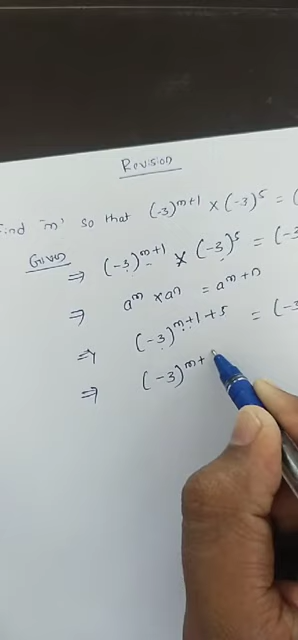 Revision
Find 'm' so that (-3)^{m+1} × (-3)^5 = (
Given
⇒ (-3)^{m+1} × (-3)^5 = (-3
⇒ a^m × a^n = a^{m+n}
⇒ (-3)^{m+1+5} = (-3
⇒ (-3)^{m+